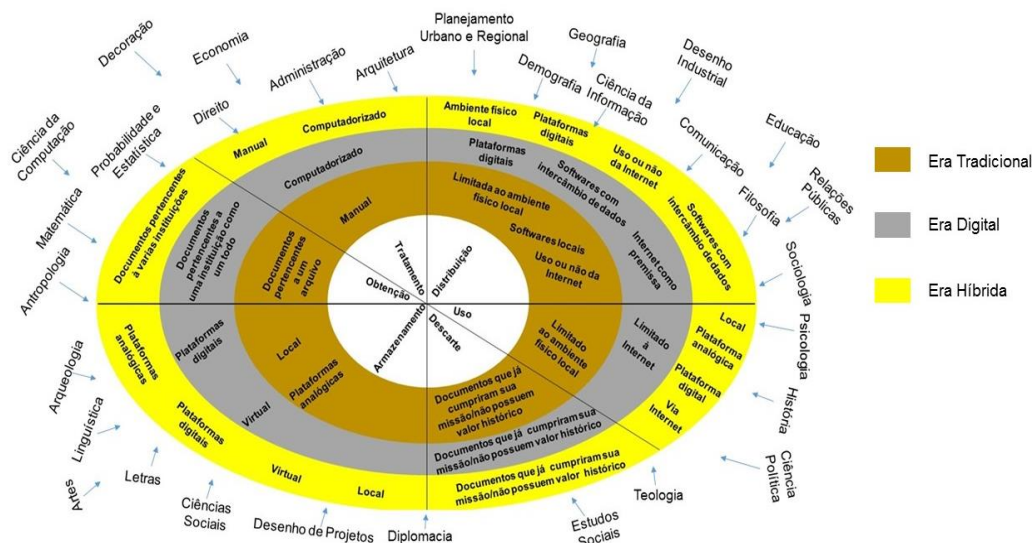 Planejamento
Urbano e Regional
Geografia
Desenho
Industrial
Decoração
Economia
Administração
Arquitetura
Demografia
Ciência da
Informação
Educação
Ciência da
Computação
Probabilidade e
Estatística
Direito
Comunicação
Filosofia
Relações
Públicas
Matemática
Antropologia
Sociologia
Psicologia
Arqueologia
Linguística
Artes
Letras
Ciências
Sociais
Desenho de Projetos
Diplomacia
Estudos
Sociais
Teologia
História
Ciência
Política
Manual
Computadorizado
Ambiente físico
local
Plataformas
digitais
Uso ou não
da Internet
Softwares com
intercâmbio de dados
Documentos pertencentes
à varias instituições
Computadorizado
Plataformas
digitais
Softwares com
intercâmbio de dados
Internet como
premissa
Documentos
pertencentes a
uma instituição como
um todo
Manual
Limitada ao ambiente
físico local
Softwares locais
Uso ou não da
Internet
Documentos
pertencentes
a um
arquivo
Tratamento
Distribuição
Obtenção
Uso
Armazenamento
Descarte
Local
Plataformas
analógicas
Limitado
ao ambiente
físico local
Documentos que já
cumpriram sua
missão/não possuem
valor histórico
Plataformas
digitais
Virtual
Limitado
à
Internet
Documentos que já cumpriram sua
missão/não possuem valor histórico
Plataformas
analógicas
Plataformas
digitais
Virtual
Local
Local
Plataforma
analógica
Plataforma
digital
Via
Internet
Documentos que já cumpriram sua
missão/não possuem valor histórico
Era Tradicional
Era Digital
Era Híbrida